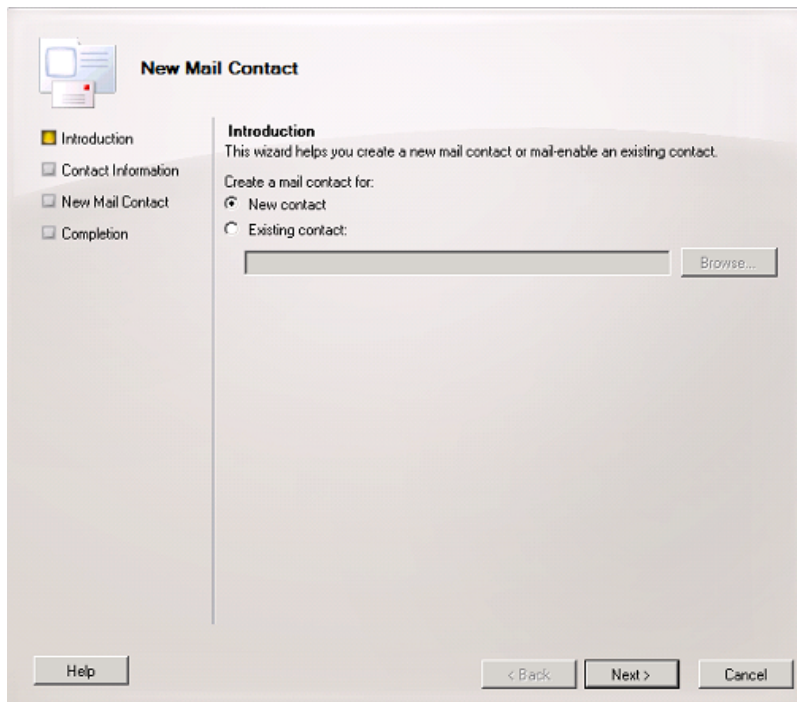 New Mail Contact
Introduction
Contact Information
New Mail Contact
Completion
Introduction
This wizard helps you create a new mail contact or mail-enable an existing contact.
Create a mail contact for:
New contact
Existing contact:
Browse...
Help
< Back
Next >
Cancel